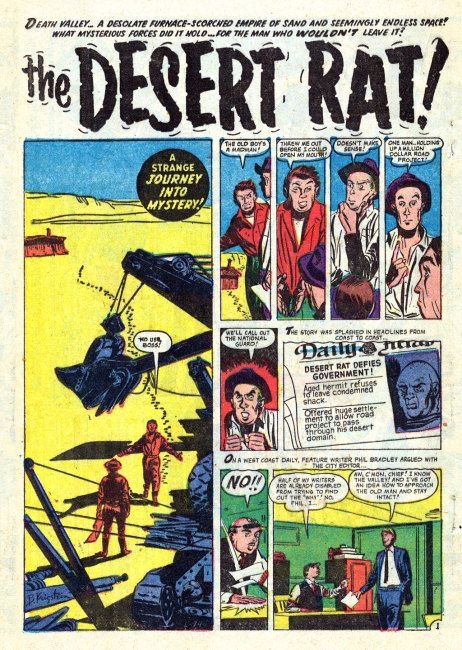 DEATH VALLEY... A DESOLATE FURNACE-SCORCHED EMPIRE OF SAND AND SEEMINGLY ENDLESS SPACE!
WHAT MYSTERIOUS FORCES DID IT HOLD... FOR THE MAN WHO WOULDN'T LEAVE IT?
the DESERT RAT!
A
STRANGE
JOURNEY
INTO
MYSTERY!
NO USE,
BOSS!
B. Krigstein
THE OLD BOY'S
A MADMAN!
THREW ME OUT
BEFORE I COULD
OPEN MY MOUTH!
DOESN'T MAKE
SENSE!
ONE MAN... HOLDING
UP A MILLION
DOLLAR ROAD
PROJECT!
WE'LL CALL OUT
THE NATIONAL
GUARD!
THE STORY WAS SPLASHED IN HEADLINES FROM
COAST TO COAST...
Daily
DESERT RAT DEFIES
GOVERNMENT!
Aged hermit refuses
to leave condemned
shack.
Offered huge settle-
ment to allow road
project to pass
through his desert
domain.
ON A WEST COAST DAILY, FEATURE WRITER PHIL BRADLEY ARGUED WITH
THE CITY EDITOR...
NO!!
HALF OF MY WRITERS
ARE ALREADY DISABLED
FROM TRYING TO FIND
OUT THE "WHY". NO,
PHIL, I...
AW, C'MON, CHIEF! I KNOW
THE VALLEY! AND I'VE GOT
AN IDEA HOW TO APPROACH
THE OLD MAN AND STAY
INTACT!
1